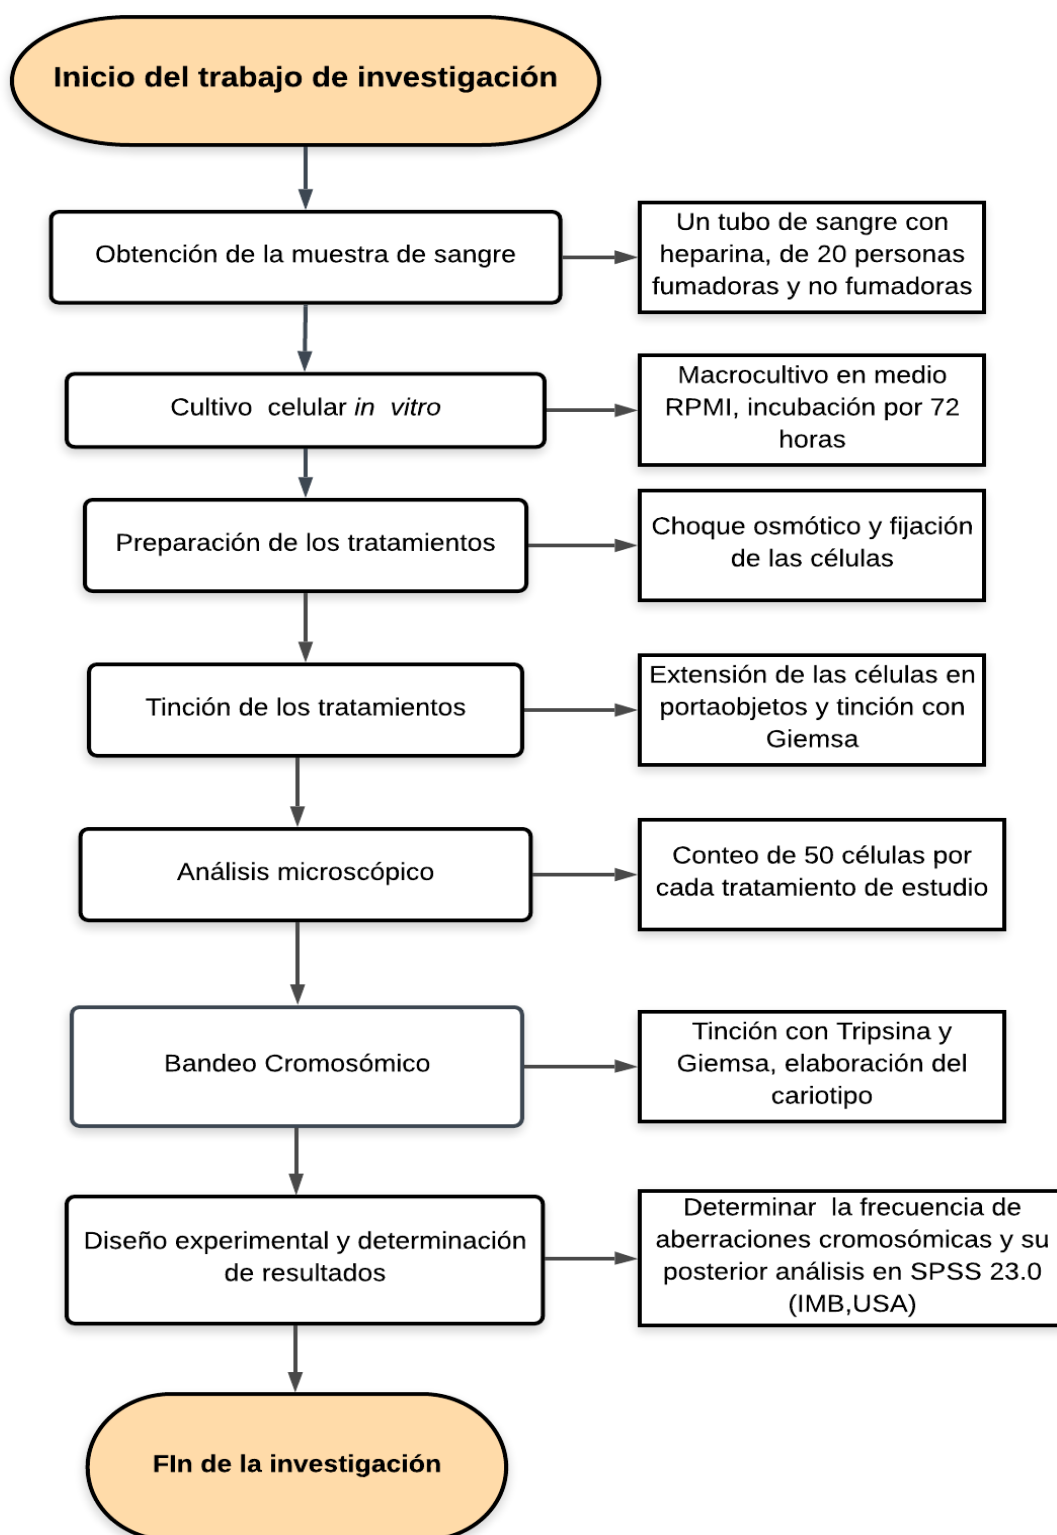 Inicio del trabajo de investigación
Obtención de la muestra de sangre
Un tubo de sangre con
heparina, de 20 personas
fumadoras y no fumadoras
Cultivo celular in vitro
Macrocultivo en medio
RPMI, incubación por 72
horas
Preparación de los tratamientos
Choque osmótico y fijación
de las células
Tinción de los tratamientos
Extensión de las células en
portaobjetos y tinción con
Giemsa
Análisis microscópico
Conteo de 50 células por
cada tratamiento de estudio
Bandeo Cromosómico
Tinción con Tripsina y
Giemsa, elaboración del
cariotipo
Diseño experimental y determinación
de resultados
Determinar la frecuencia de
aberraciones cromosómicas y su
posterior análisis en SPSS 23.0
(IMB,USA)
FIn de la investigación